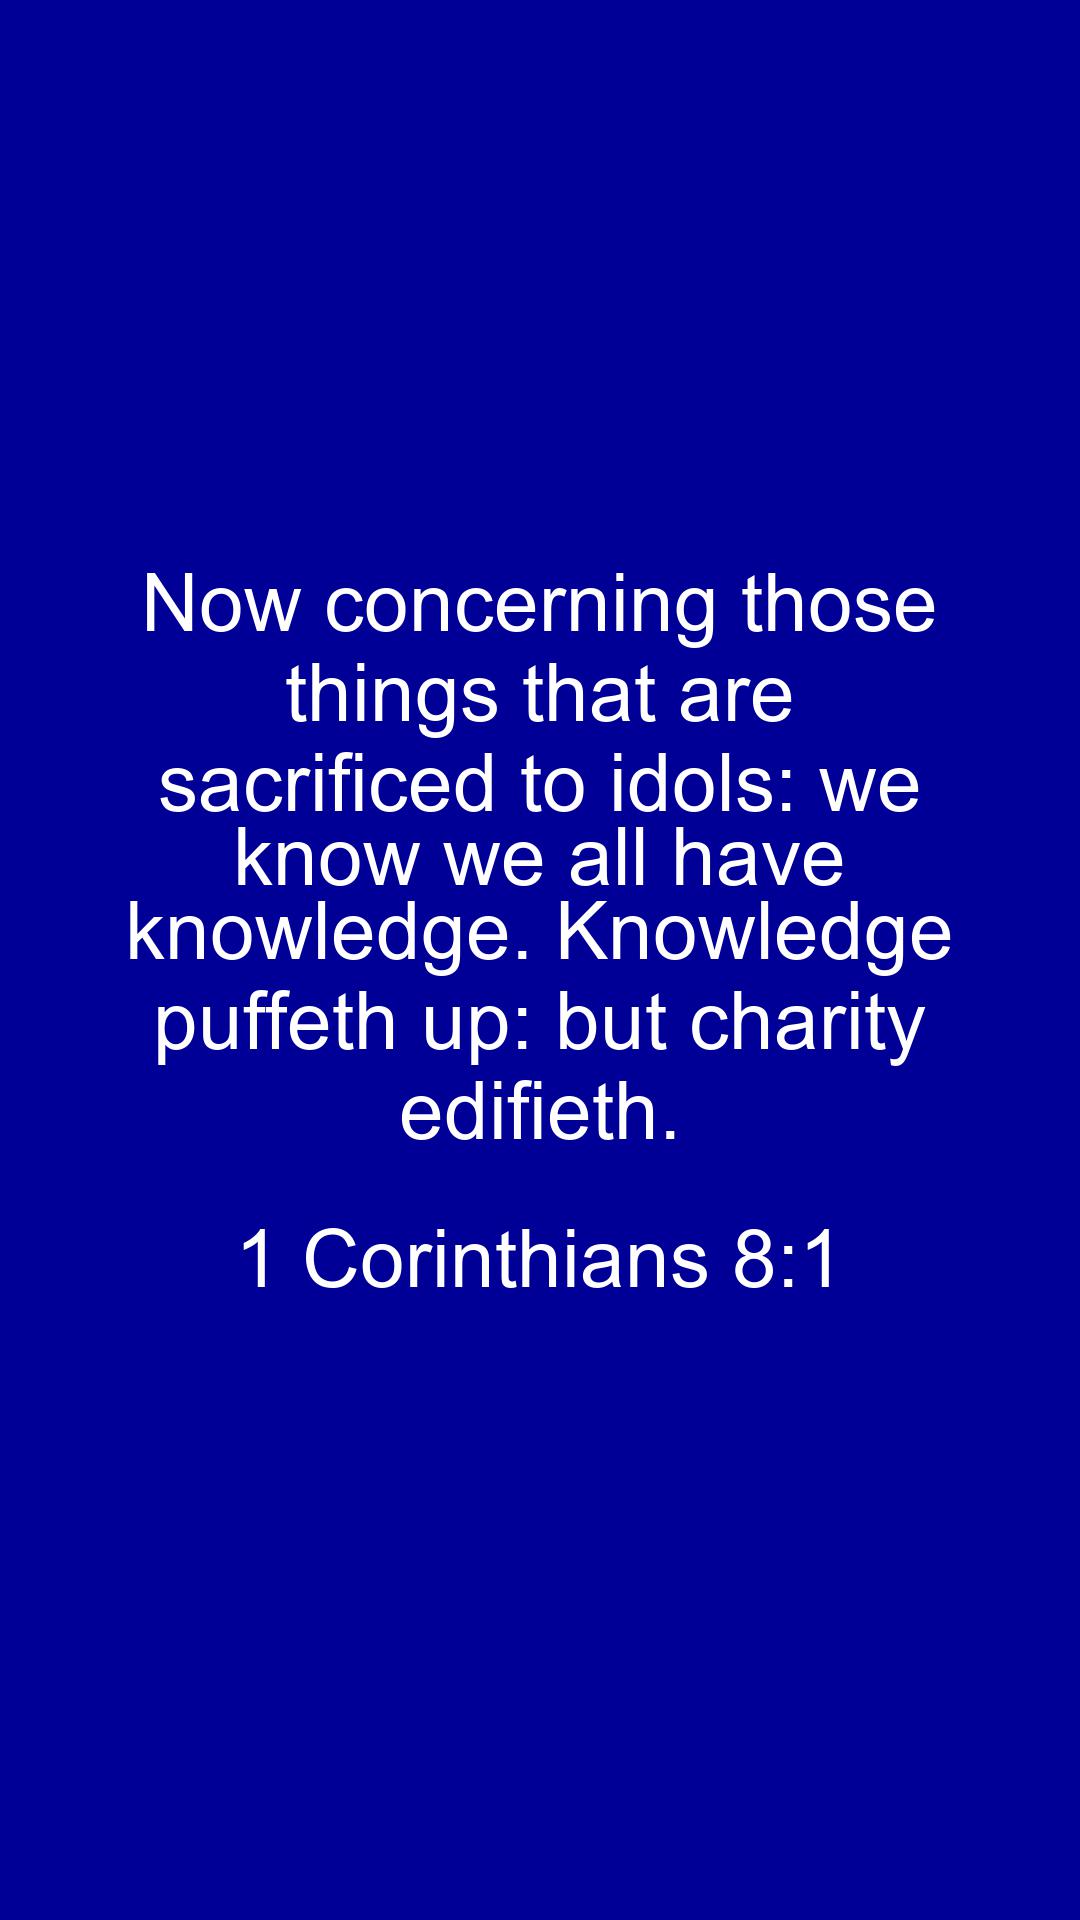 Now concerning those
things that are
sacrificed to idols: we
know we all have
knowledge. Knowledge
puffeth up: but charity
edifieth.
1 Corinthians 8:1